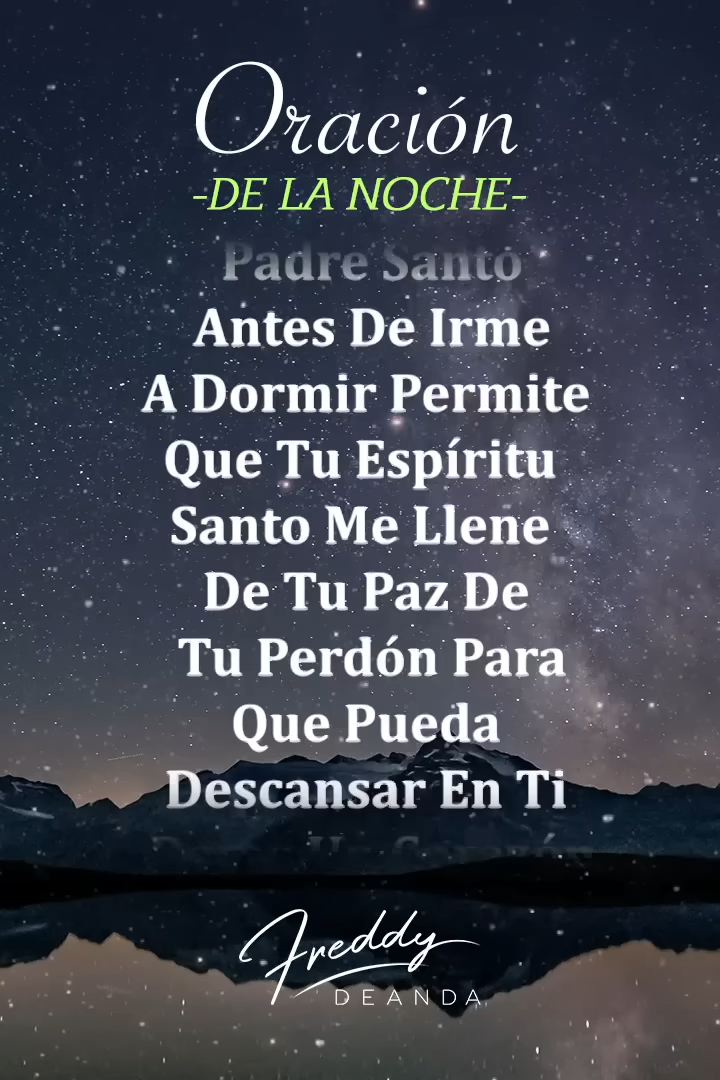 Oración
-DE LA NOCHE-
Padre Santo
Antes De Irme
A Dormir Permite
Que Tu Espíritu
Santo Me Llene
De Tu Paz De
Tu Perdón Para
Que Pueda
Descansar En Ti
Freddy
DEANDA